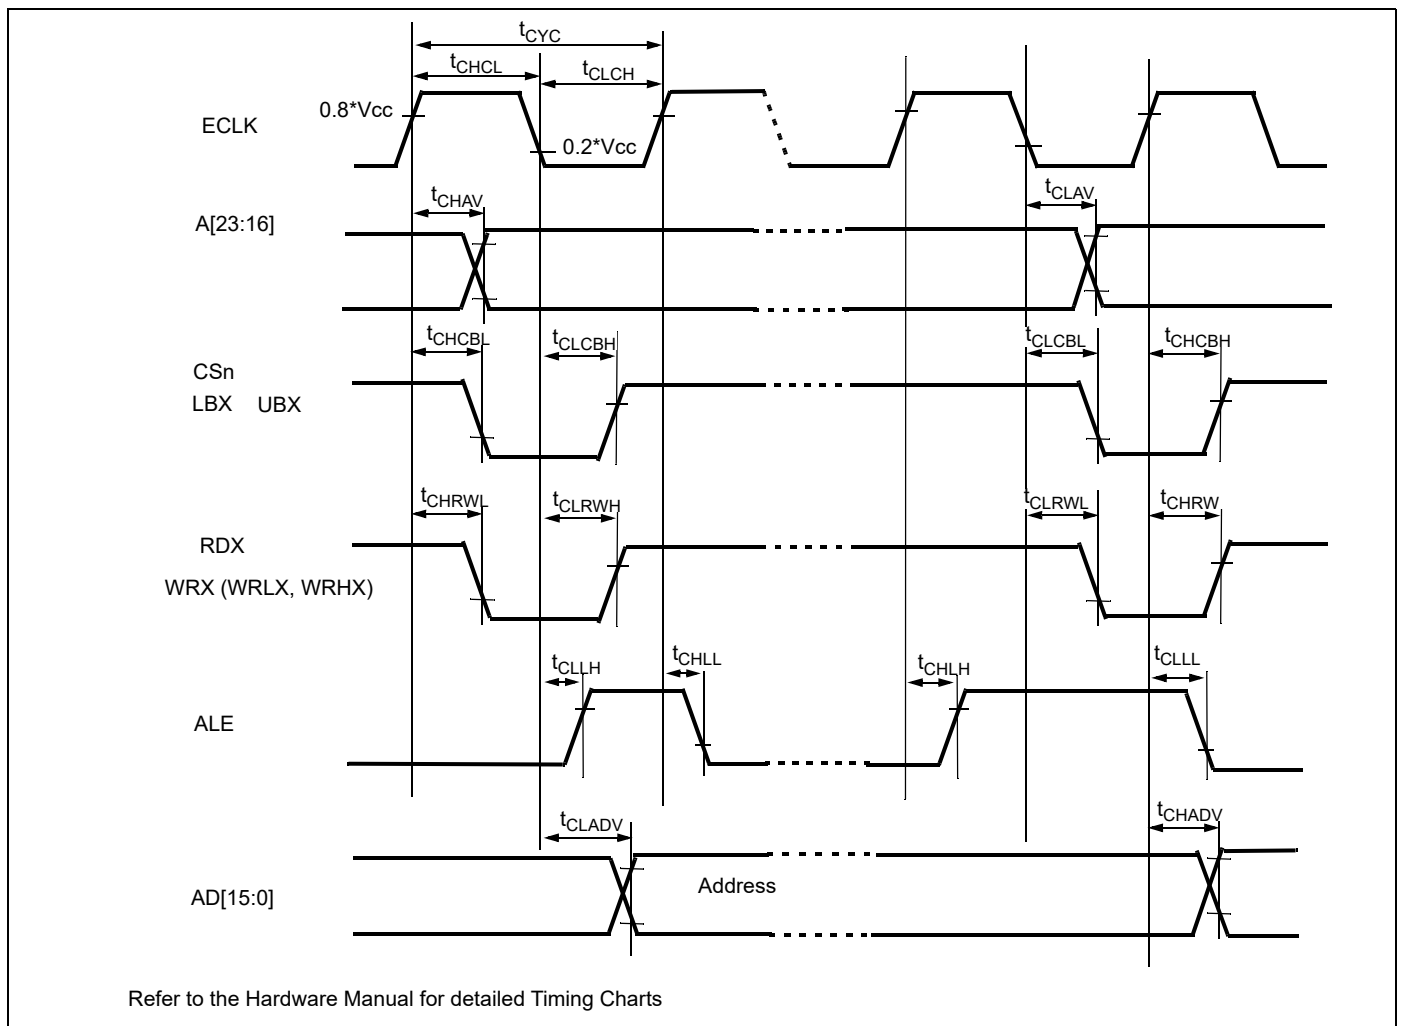 tCYC
tCHCL
tCLCH
0.8*Vcc
ECLK
0.2*Vcc
tCHAV
tCLAV
A[23:16]
tCHCBL
tCLCBH
tCLCBL
tCHCBH
CSn
LBX UBX
tCHRWL
tCLRWH
tCLRWL
tCHRW
RDX
WRX (WRLX, WRHX)
tCLLH
tCHLL
tCHLH
tCLLL
ALE
tCLADV
tCHADV
Address
AD[15:0]
Refer to the Hardware Manual for detailed Timing Charts